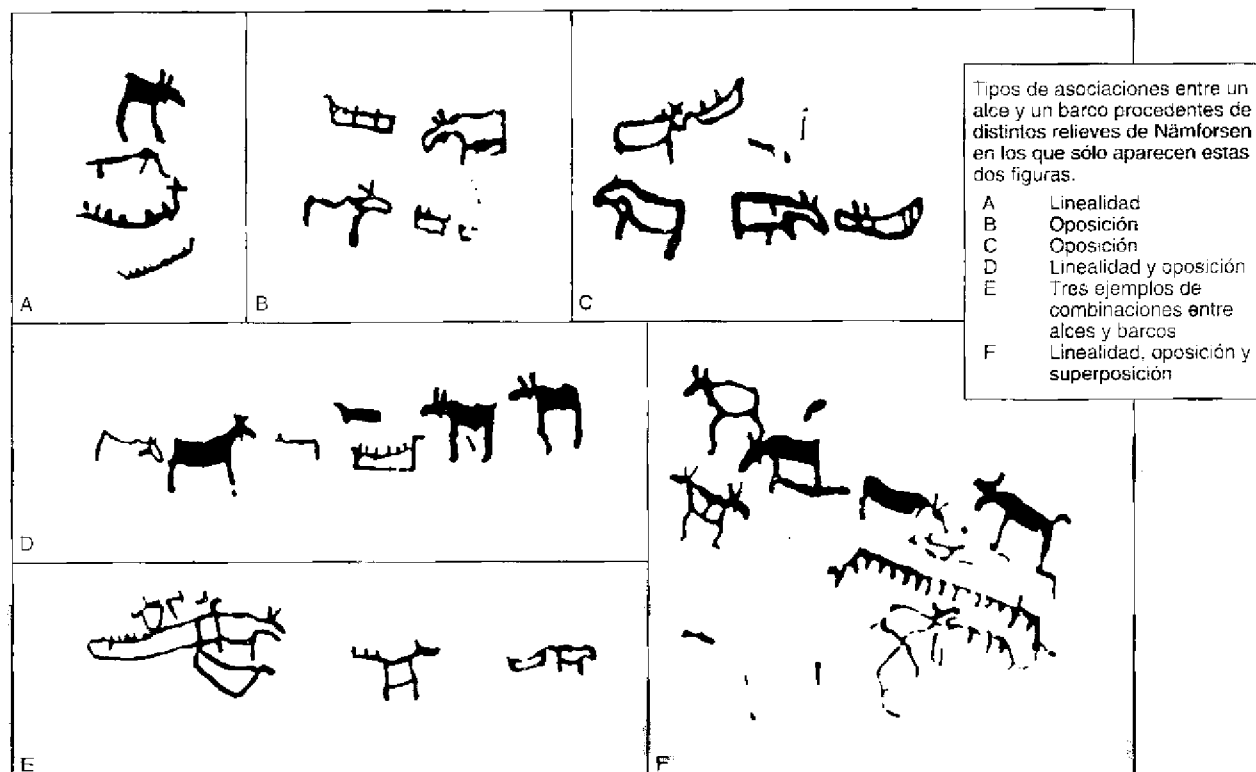 Tipos de asociaciones entre un
alce y un barco procedentes de
distintos relieves de Nämforsen
en los que sólo aparecen estas
dos figuras.
A Linealidad
B Oposición
C Oposición
D Linealidad y oposición
E Tres ejemplos de
combinaciones entre
alces y barcos
F Linealidad, oposición y
superposición
A
B
C
D
E
F